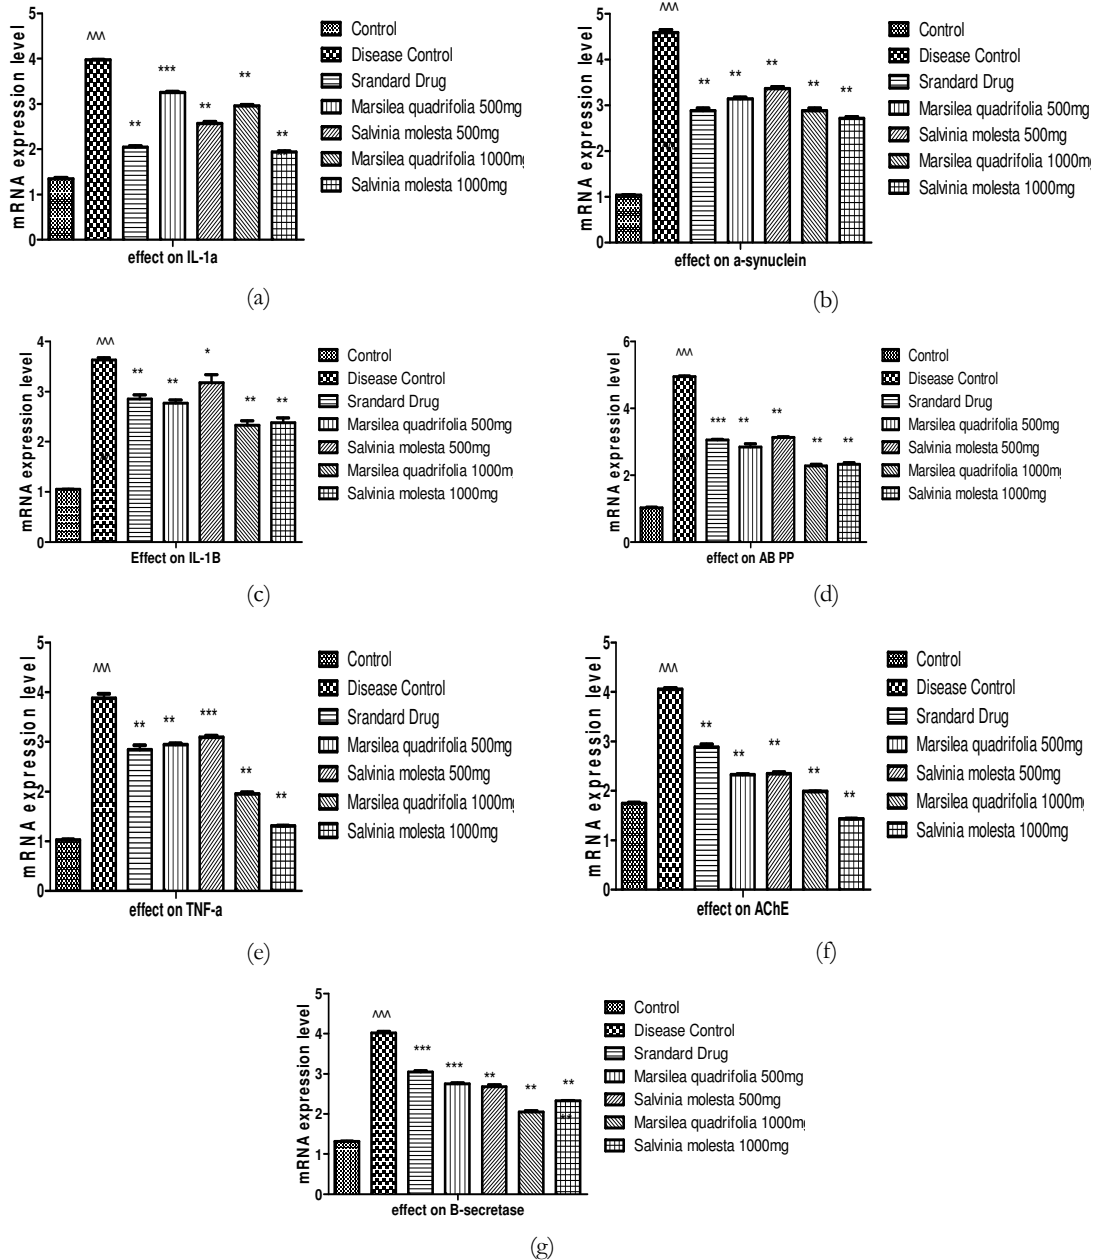 5
4
3
2
1
0
mRNA expression level
^^^
**
***
**
**
**
effect on IL-1a
Control
Disease Control
Srandard Drug
Marsilea quadrifolia 500mg
Salvinia molesta 500mg
Marsilea quadrifolia 1000mg
Salvinia molesta 1000mg
(a)
5
4
3
2
1
0
mRNA expression level
^^^
**
**
**
**
**
effect on a-synuclein
Control
Disease Control
Srandard Drug
Marsilea quadrifolia 500mg
Salvinia molesta 500mg
Marsilea quadrifolia 1000mg
Salvinia molesta 1000mg
(b)
4
3
2
1
0
mRNA expression level
^^^
**
**
*
**
**
Effect on IL-1B
Control
Disease Control
Srandard Drug
Marsilea quadrifolia 500mg
Salvinia molesta 500mg
Marsilea quadrifolia 1000m
Salvinia molesta 1000mg
(c)
6
4
2
0
mRNA expression level
^^^
***
**
**
**
**
effect on AB PP
Control
Disease Control
Srandard Drug
Marsilea quadrifolia 500mg
Salvinia molesta 500mg
Marsilea quadrifolia 1000m
Salvinia molesta 1000mg
(d)
5
4
3
2
1
0
mRNA expression level
^^^
**
**
***
**
**
effect on TNF-a
Control
Disease Control
Srandard Drug
Marsilea quadrifolia 500mg
Salvinia molesta 500mg
Marsilea quadrifolia 1000m
Salvinia molesta 1000mg
(e)
5
4
3
2
1
0
mRNA expression level
^^^
**
**
**
**
**
effect on AChE
Control
Disease Control
Srandard Drug
Marsilea quadrifolia 500mg
Salvinia molesta 500mg
Marsilea quadrifolia 1000m
Salvinia molesta 1000mg
(f)
5
4
3
2
1
0
mRNA expression level
^^^
***
***
**
**
**
**
effect on B-secretase
Control
Disease Control
Srandard Drug
Marsilea quadrifolia 500mg
Salvinia molesta 500mg
Marsilea quadrifolia 1000m
Salvinia molesta 1000mg
(g)